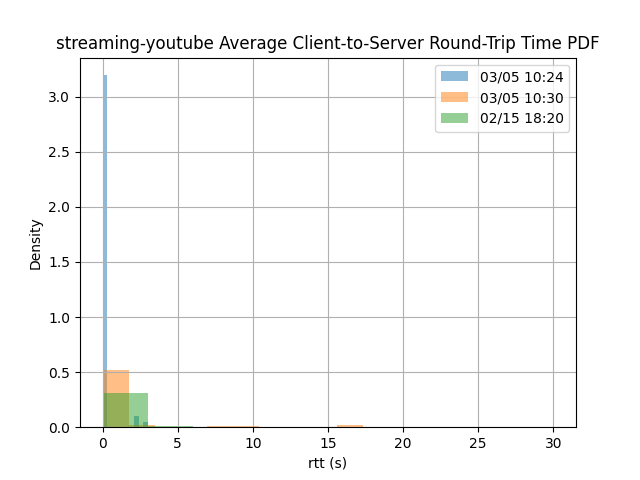 streaming-youtube Average Client-to-Server Round-Trip Time PDF
03/05 10:24
03/05 10:30
02/15 18:20
Density
3.0
2.5
2.0
1.5
1.0
0.5
0.0
0 5 10 15 20 25 30
rtt (s)